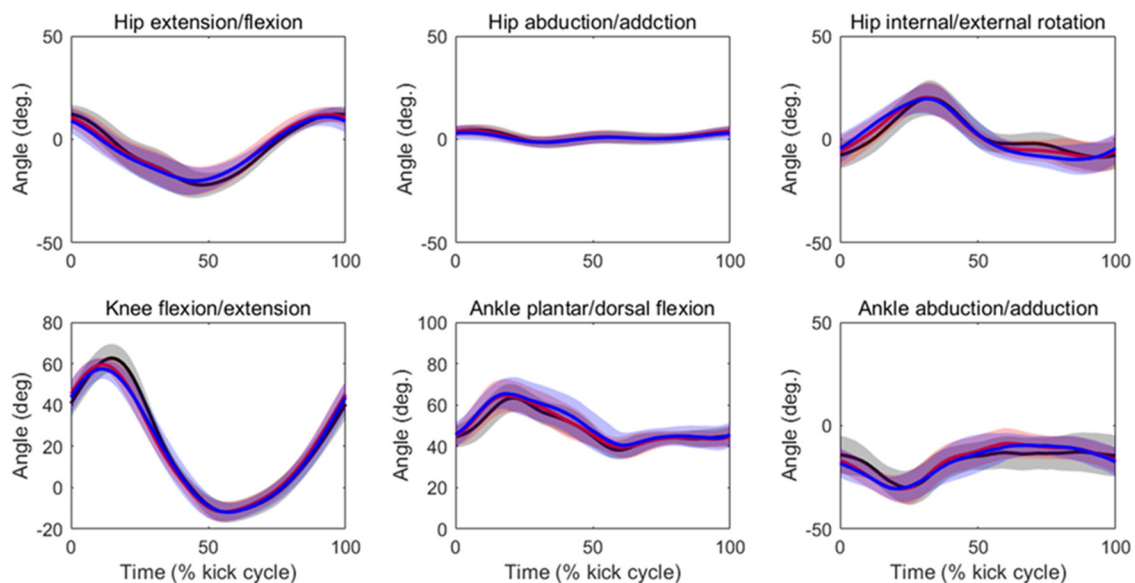 Hip extension/flexion
50
0
-50
Angle (deg.)
0 50 100
Hip abduction/addction
50
0
-50
Angle (deg.)
0 50 100
Hip internal/external rotation
50
0
-50
Angle (deg.)
0 50 100
Knee flexion/extension
80
60
40
20
0
-20
Angle (deg)
0 50 100
Time (% kick cycle)
Ankle plantar/dorsal flexion
100
80
60
40
20
0
Angle (deg.)
0 50 100
Time (% kick cycle)
Ankle abduction/adduction
50
0
-50
Angle (deg.)
0 50 100
Time (% kick cycle)